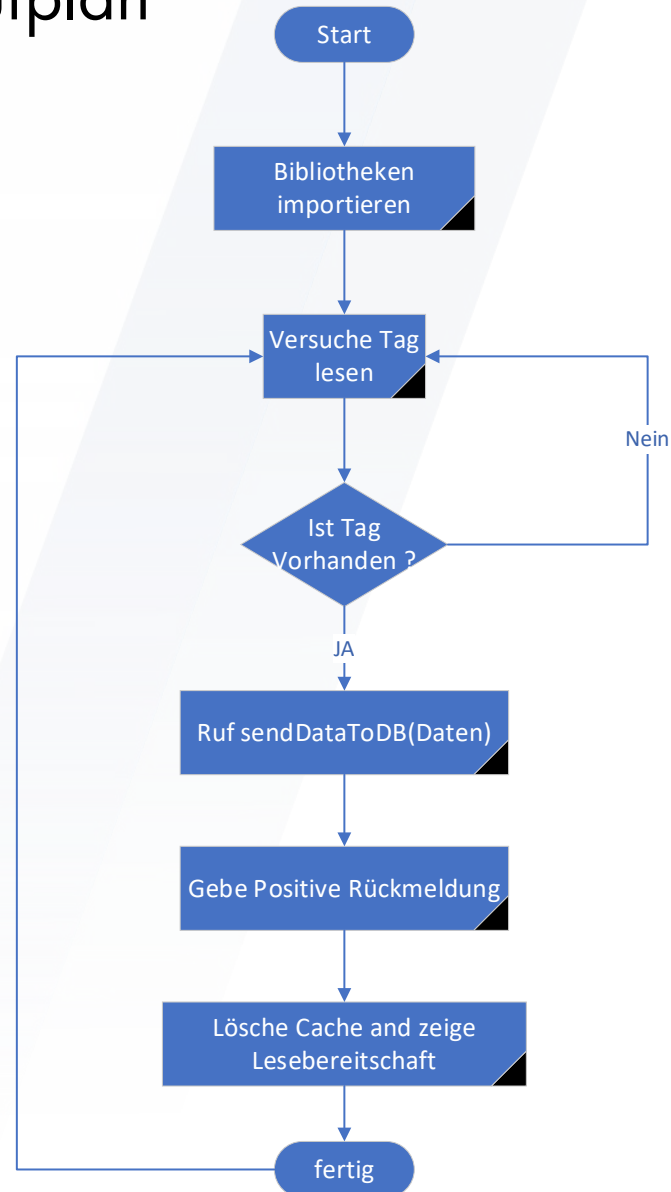 Start
Bibliotheken
importieren
Versuche Tag
lesen
Nein
Ist Tag
Vorhanden ?
JA
Ruf sendDataToDB(Daten)
Gebe Positive Rückmeldung
Lösche Cache and zeige
Lesebereitschaft
fertig